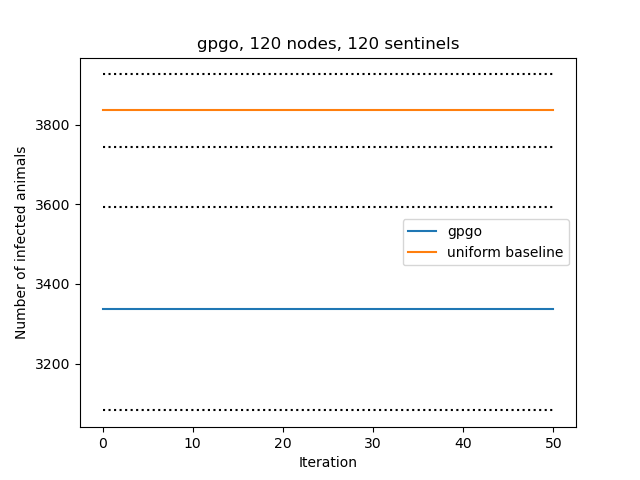 gpgo, 120 nodes, 120 sentinels
Number of infected animals
3800
3600
3400
3200
gpgo
uniform baseline
0 10 20 30 40 50
Iteration